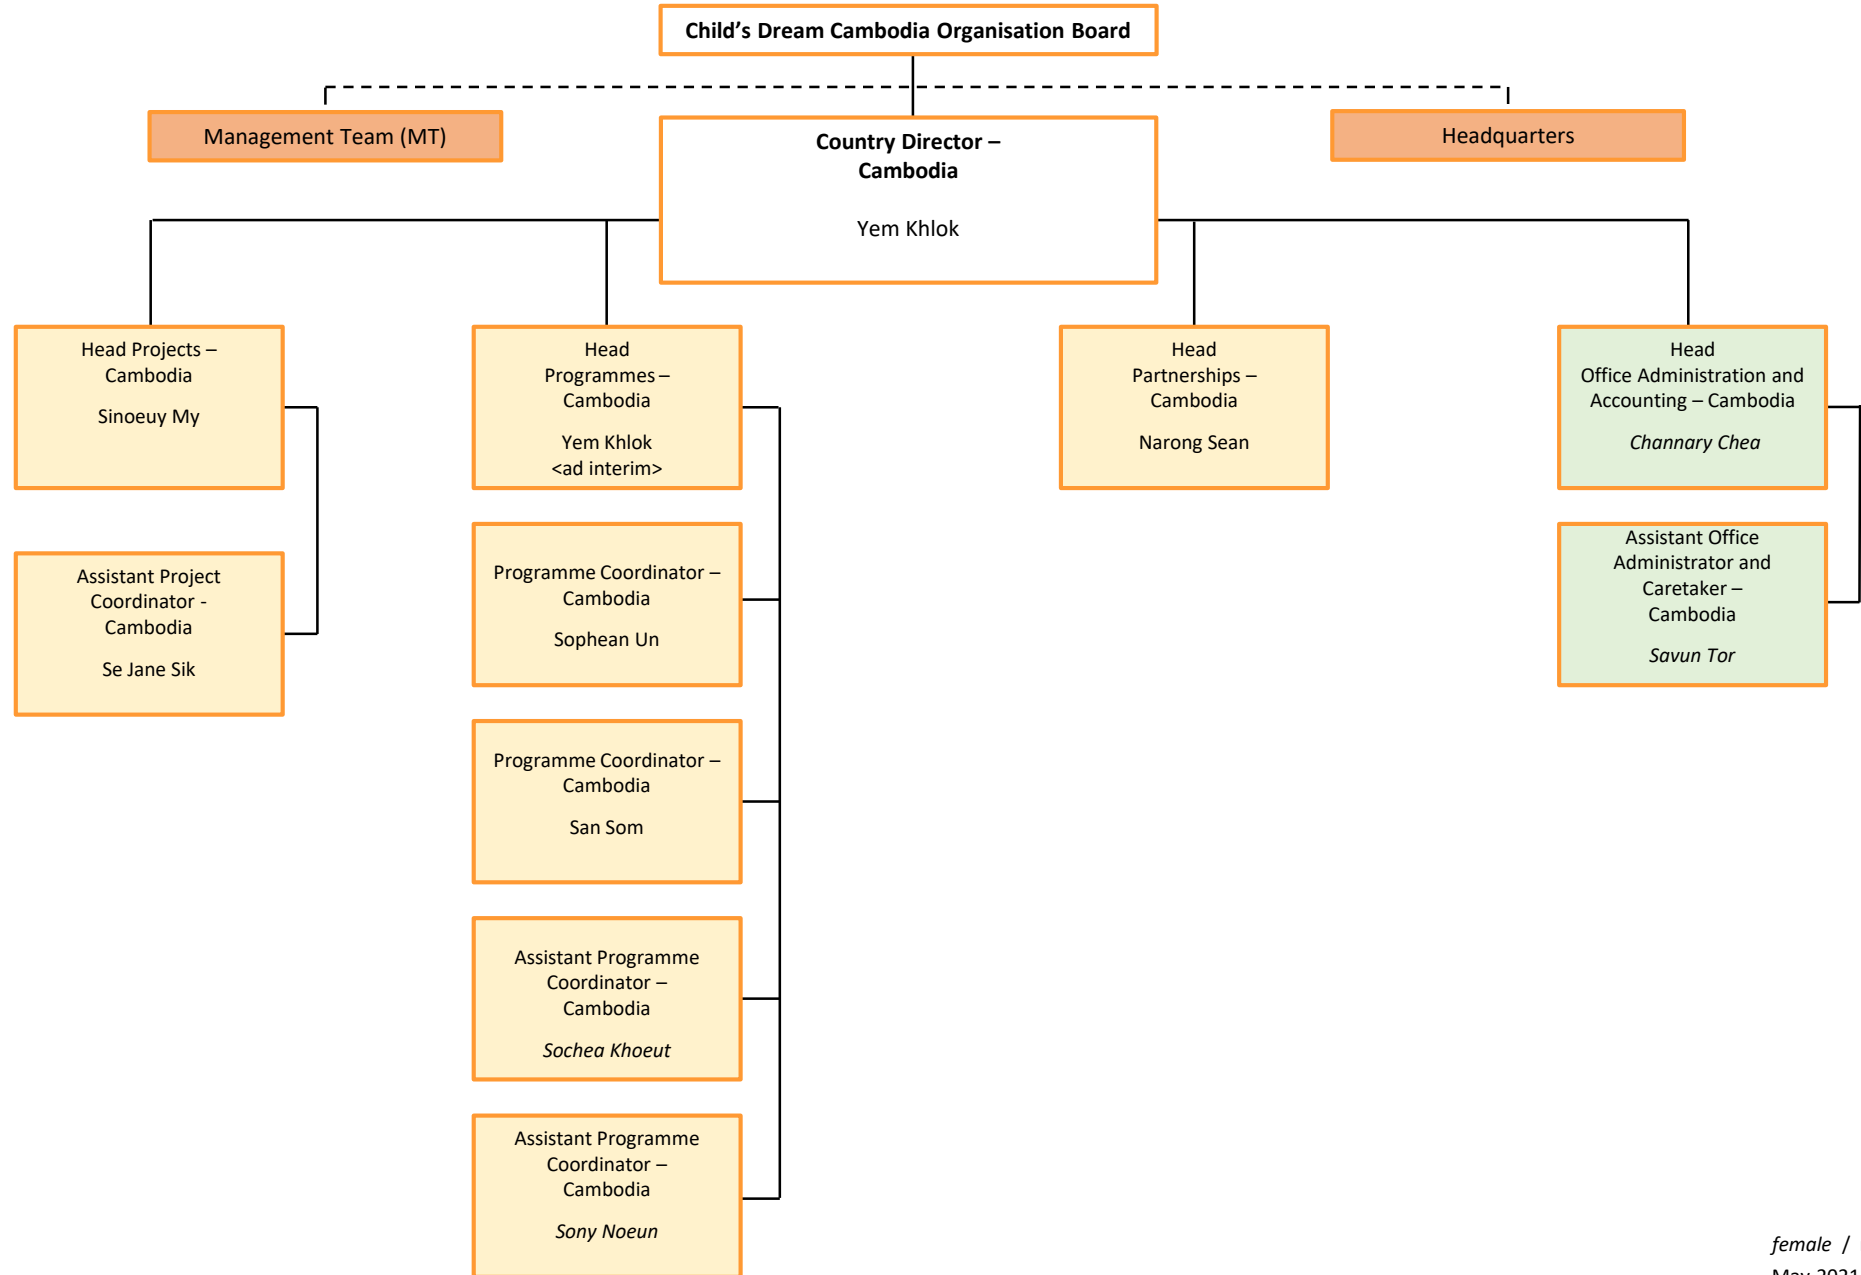 Child’s Dream Cambodia Organisation Board
Management Team (MT)
Country Director –
Cambodia
Yem Khlok
Headquarters
Head Projects –
Cambodia
Sinoeuy My
Assistant Project
Coordinator -
Cambodia
Se Jane Sik
Head
Programmes –
Cambodia
Yem Khlok
<ad interim>
Programme Coordinator –
Cambodia
Sophean Un
Programme Coordinator –
Cambodia
San Som
Assistant Programme
Coordinator –
Cambodia
Sochea Khoeut
Assistant Programme
Coordinator –
Cambodia
Sony Noeun
Head
Partnerships –
Cambodia
Narong Sean
Head
Office Administration and
Accounting – Cambodia
Channary Chea
Assistant Office
Administrator and
Caretaker –
Cambodia
Savun Tor
female /
May 2021